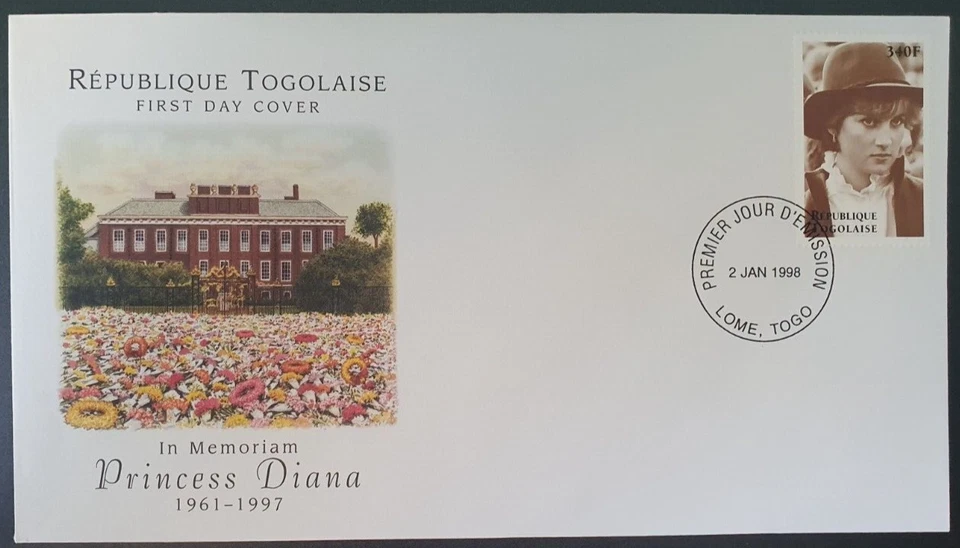 RÉPUBLIQUE TOGOLAISE
FIRST DAY COVER
In Memoriam
Princess Diana
1961-1997
340F
RÉPUBLIQUE
TOGOLAISE
PREMIER JOUR D'EMISSION
2 JAN 1998
LOME, TOGO